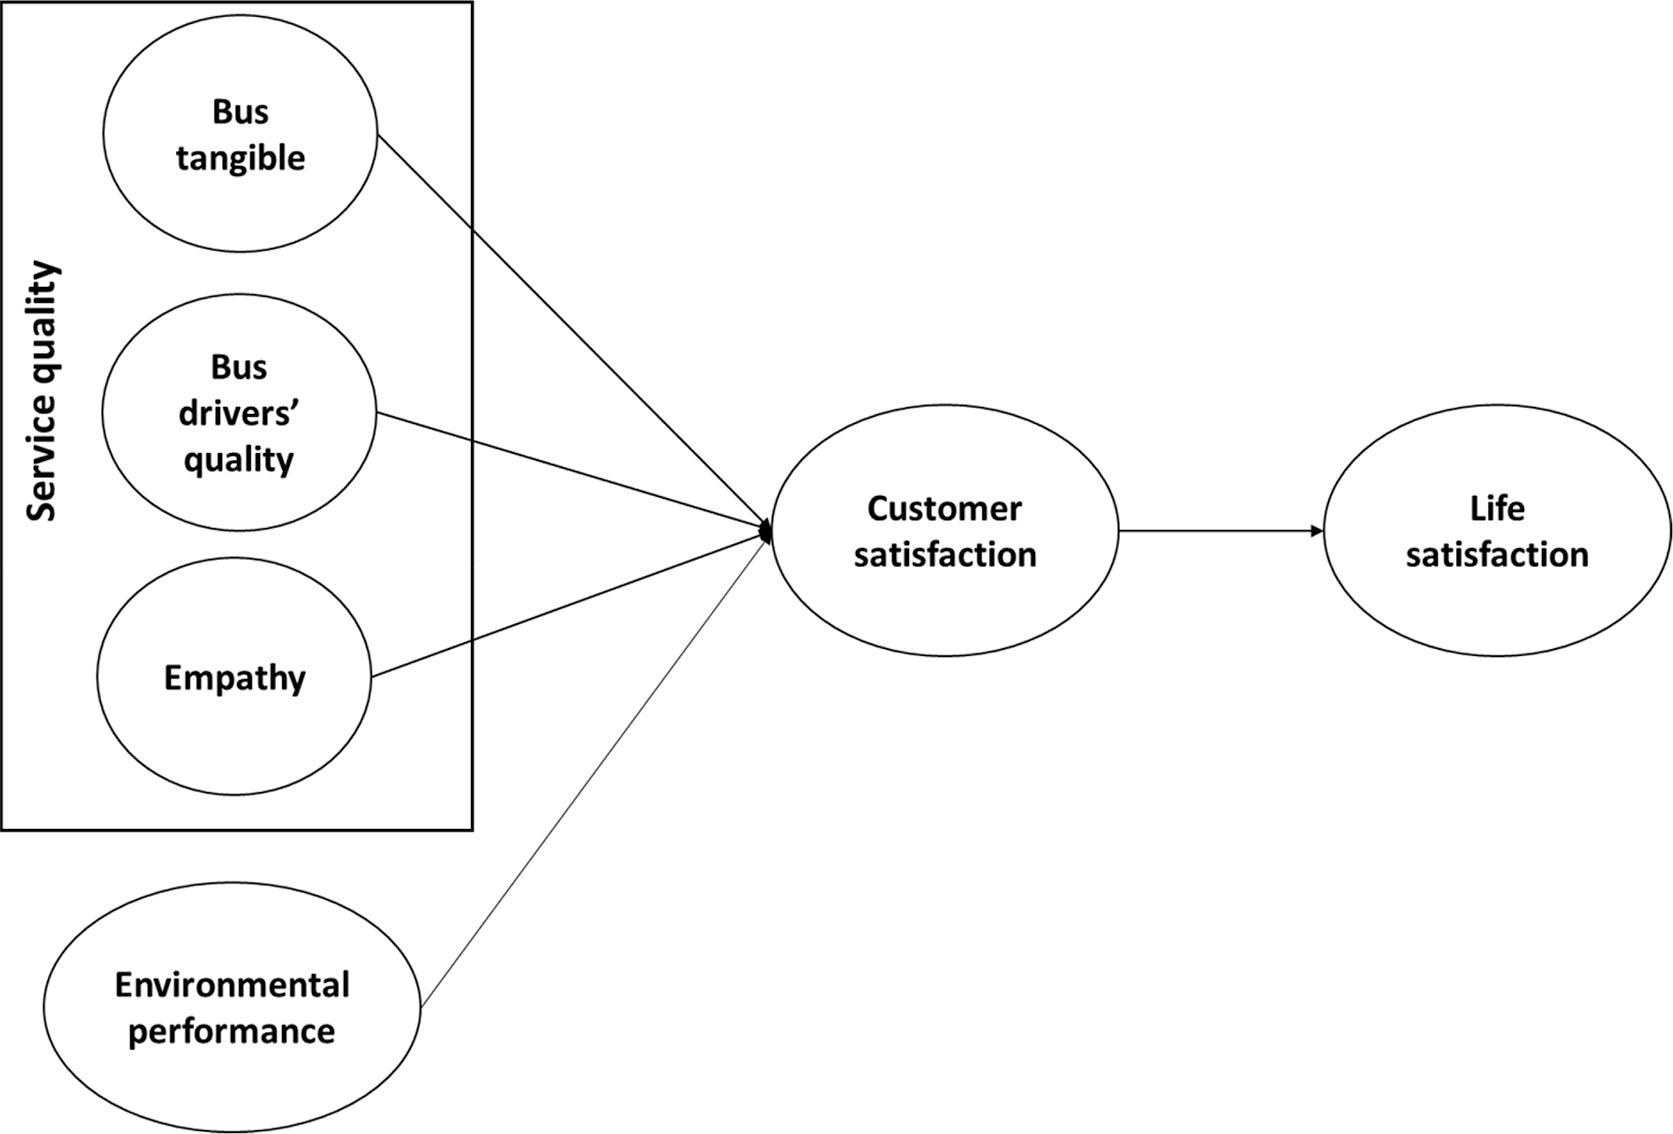 Service quality
Bus
tangible
Bus
drivers’
quality
Empathy
Environmental
performance
Customer
satisfaction
Life
satisfaction